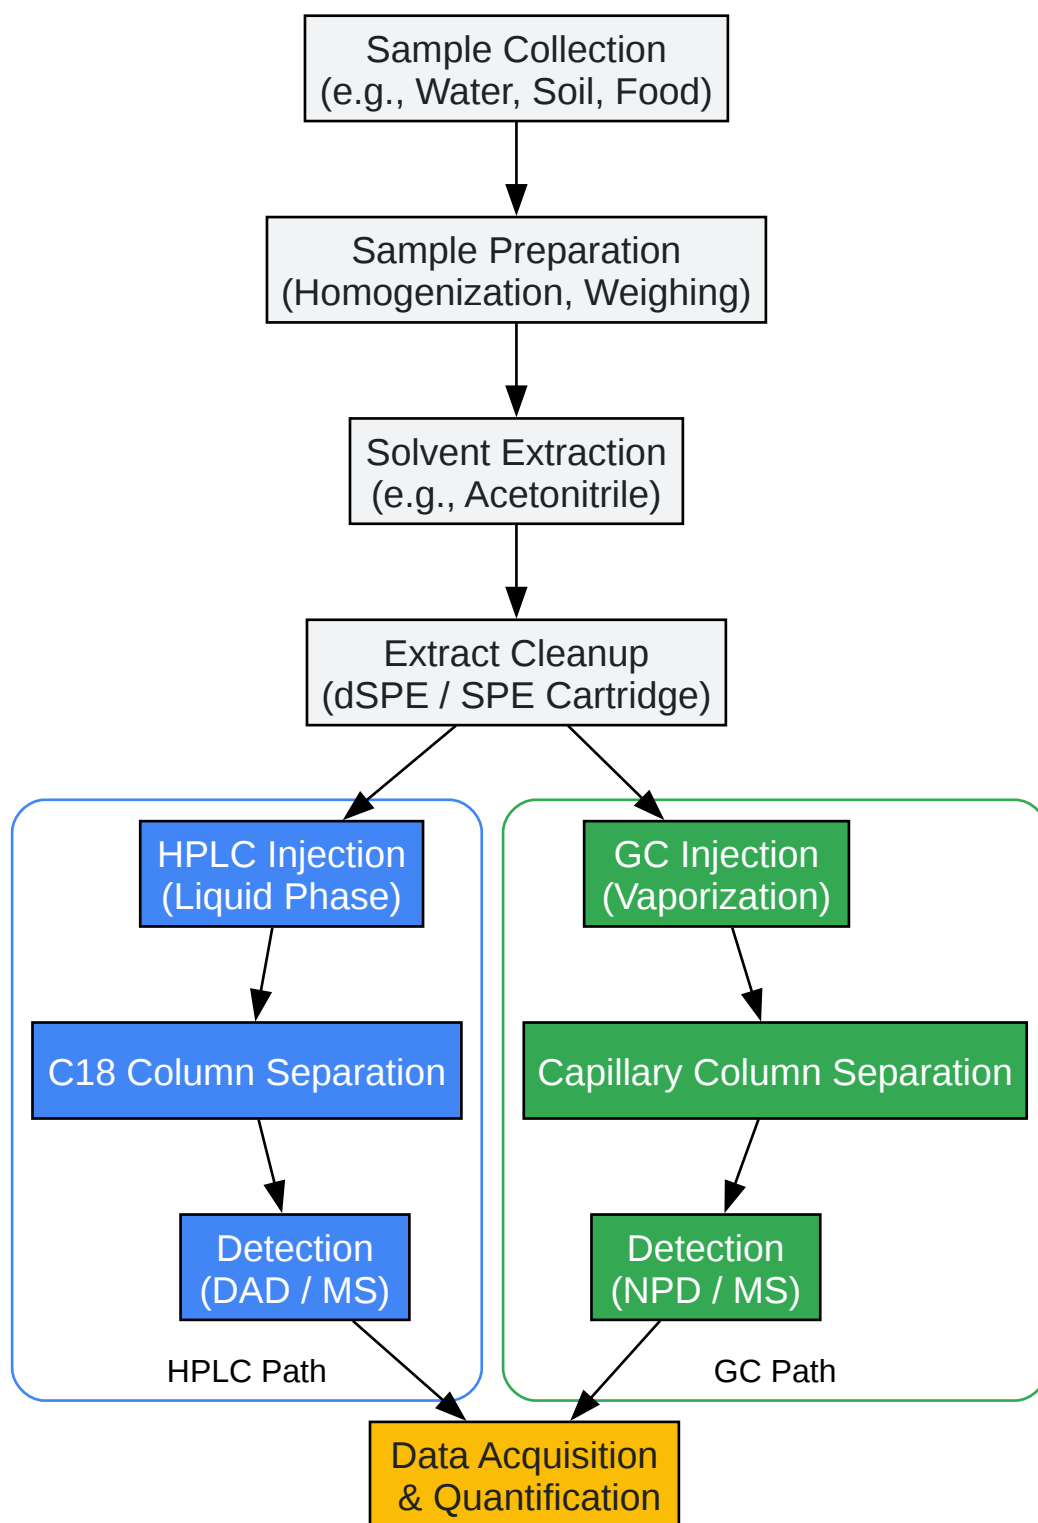 Sample Collection
(e.g., Water, Soil, Food)
Sample Preparation
(Homogenization, Weighing)
Solvent Extraction
(e.g., Acetonitrile)
Extract Cleanup
(dSPE / SPE Cartridge)
HPLC Injection
(Liquid Phase)
C18 Column Separation
Detection
(DAD / MS)
HPLC Path
GC Injection
(Vaporization)
Capillary Column Separation
Detection
(NPD / MS)
GC Path
Data Acquisition
& Quantification